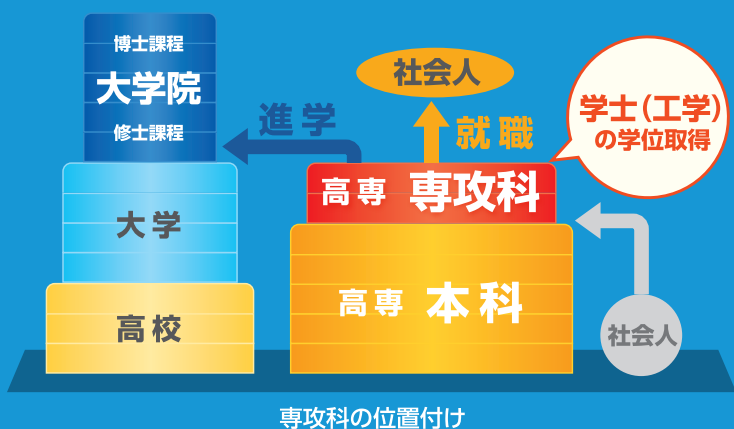 博士課程
大学院
修士課程
大学
高校
進学
社会人
就職
学士(工学)
の学位取得
高専 専攻科
高専 本科
社会人
専攻科の位置付け